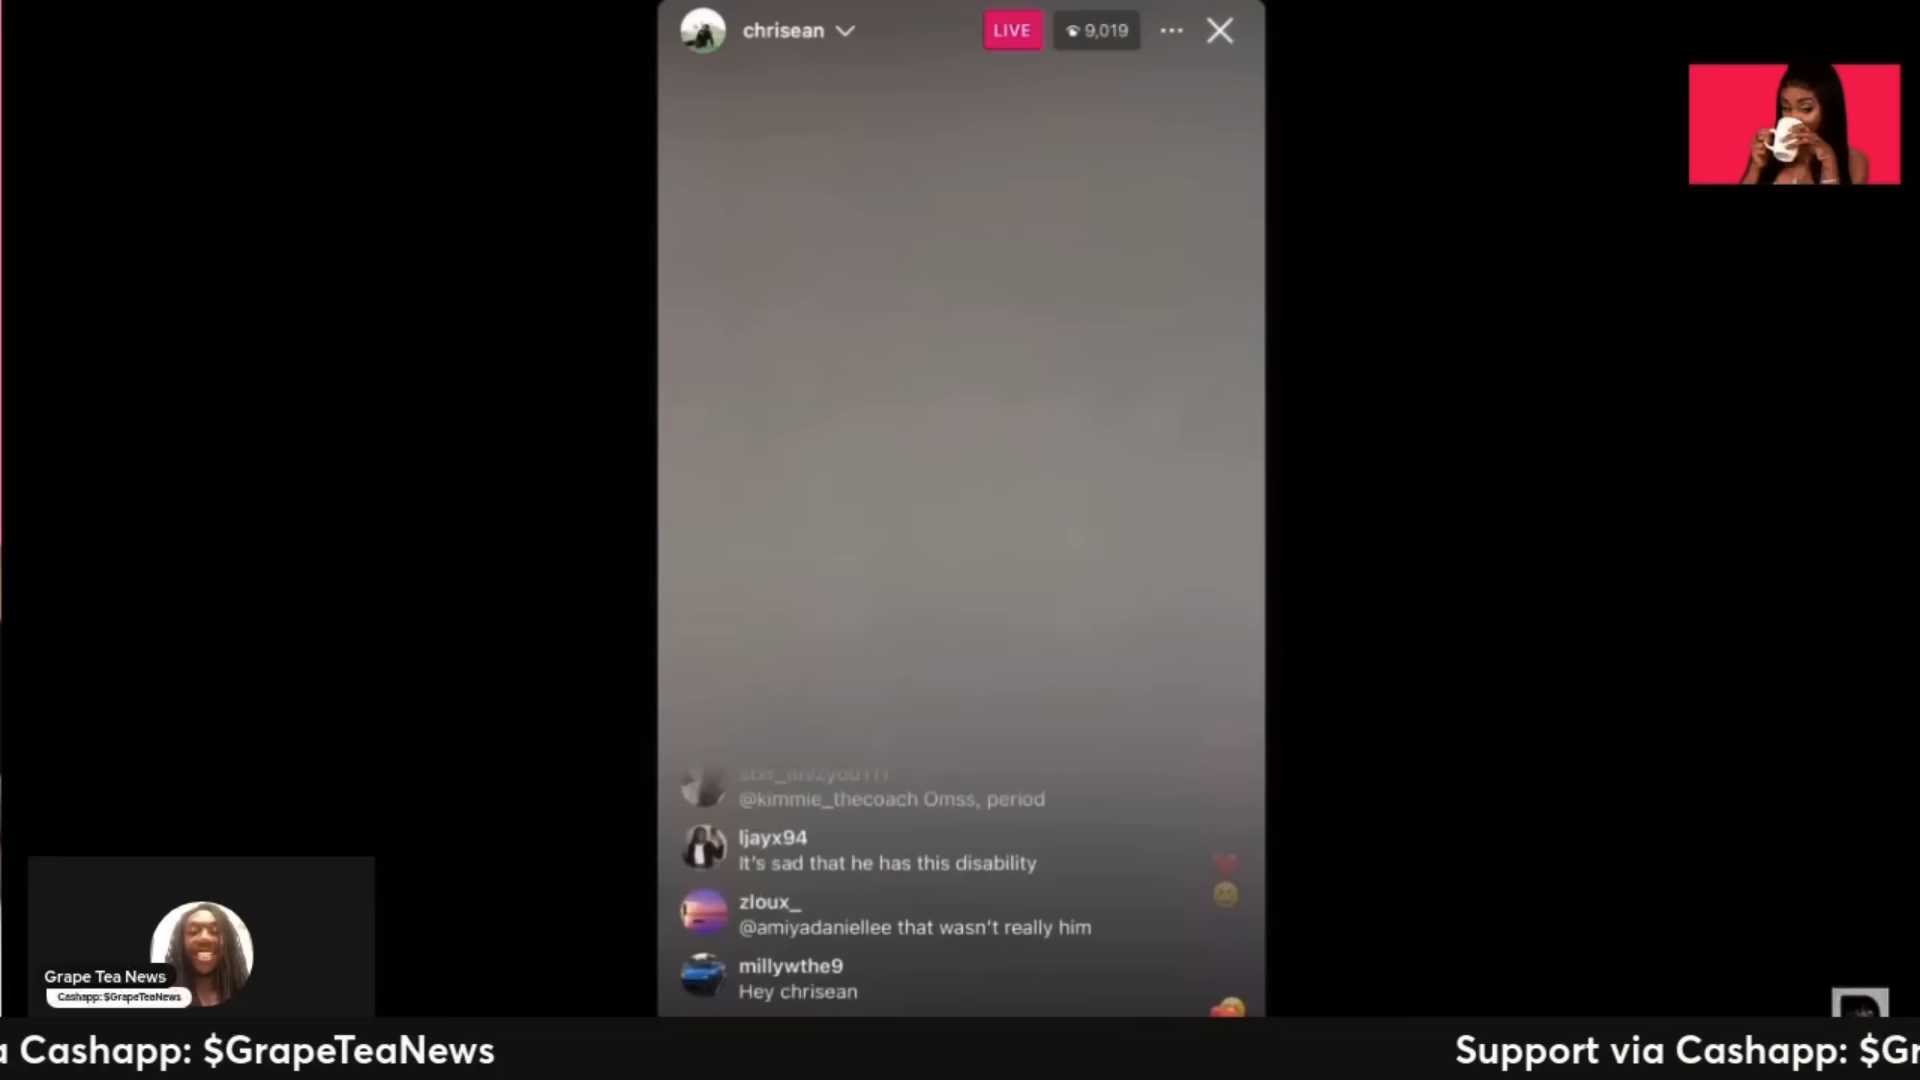 chrisean
LIVE
9,019
@kimmie_thecoach Omss, period
ljayx94
It's sad that he has this disability
zloux_
@amiyadaniellee that wasn't really him
millywthe9
Hey chrisean
Grape Tea News
Cashapp: $GrapeTeaNews
a Cashapp: $GrapeTeaNews
Support via Cashapp: $Gr